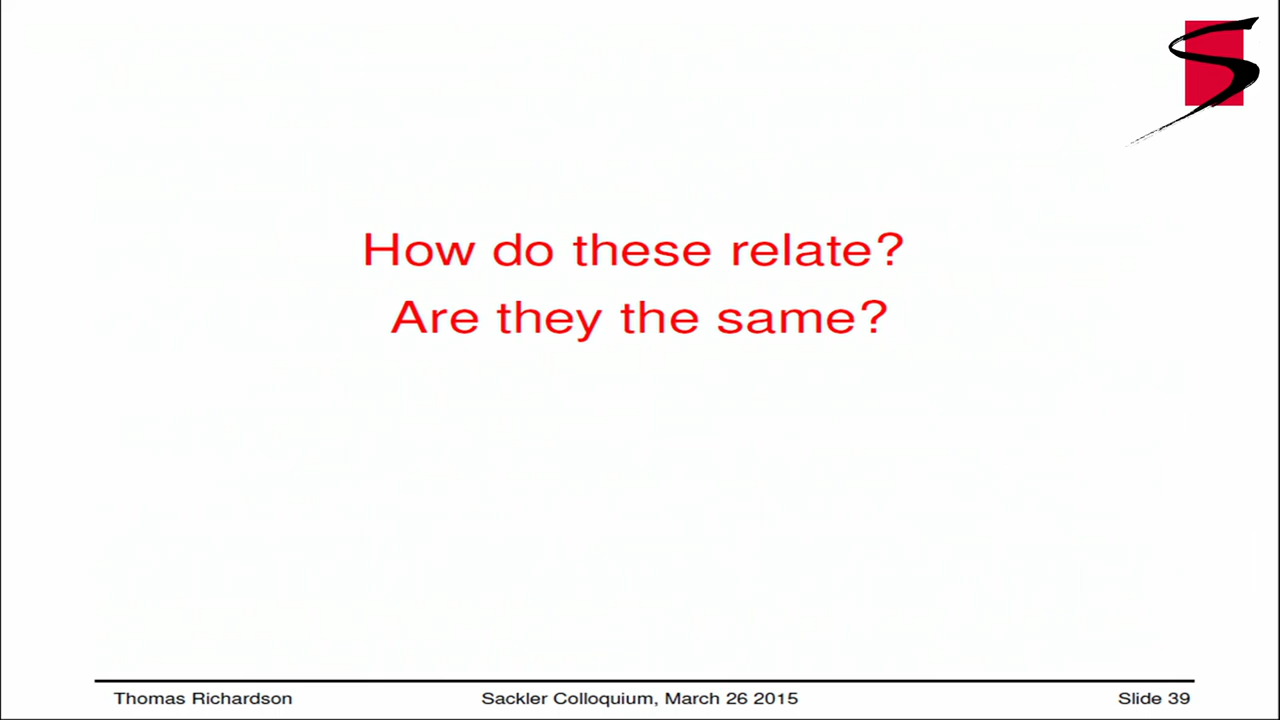 How do these relate?
Are they the same?
Thomas Richardson
Sackler Colloquium, March 26 2015
Slide 39